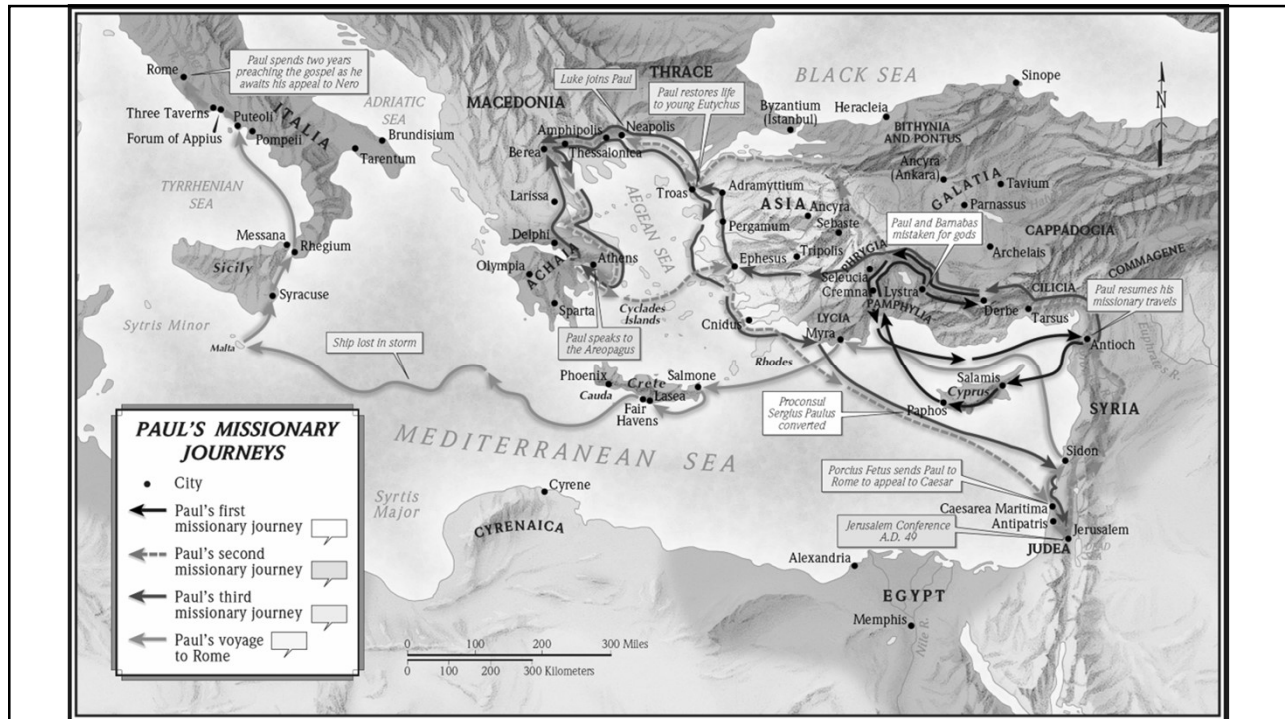 Rome
Paul spends two years
preaching the gospel as he
awaits his appeal to Nero
Three Taverns
Forum of Appius
Puteoli
Pompeli
ITALIA
ADRIATIC
SEA
Brundisium
Tarentum
TYRRHENIAN
SEA
Messana
Rhegium
Sicily
Syracuse
Sytris Minor
Malta
Ship lost in storm
MACEDONIA
Luke joins Paul
THRACE
Paul restores life
to young Eutychus
BLACK SEA
Sinope
Byzantium
(Istanbul)
Heracleia
BITHYNIA
AND PONTUS
N
Amphipolis
Neapolis
Berea
Thessalonica
Larissa
Delphi
Olympia
ACHAIA
Athens
Sparta
AEGEAN SEA
Cyclades
Islands
Paul speaks to
the Areopagus
Troas
Adramyttium
ASIA
Ancyra
Pergamum
Sebaste
Ephesus
Tripolis
Ancyra
(Ankara)
GALATIA
Tavium
Parnassus
Paul and Barnabas
mistaken for gods
CAPPADOGIA
Archelais
COMMAGENE
PHRYGIA
Seleucia
Cremna
Lystra
PAMPHYLIA
Derbe
CILICIA
Tarsus
Paul resumes his
missionary travels
Antioch
Euphrates R.
Cnidus
LYCIA
Myra
Rhodes
Salamis
Cyprus
Paphos
SYRIA
Phoenix
Cauda
Crete
Salmone
Lasea
Fair
Havens
Proconsul
Sergius Paulus
converted
MEDITERRANEAN SEA
Sidon
Porcius Fetus sends Paul to
Rome to appeal to Caesar
Caesarea Maritima
Antipatris
Jerusalem Conference
A.D. 49
Jerusalem
JUDEA
DEAD
SEA
Syrtis
Major
Cyrene
CYRENAICA
Alexandria
EGYPT
Memphis
Nile R.
PAUL'S MISSIONARY
JOURNEYS
City
Paul's first
missionary journey
Paul's second
missionary journey
Paul's third
missionary journey
Paul's voyage
to Rome
0 100 200 300 Miles
0 100 200 300 Kilometers